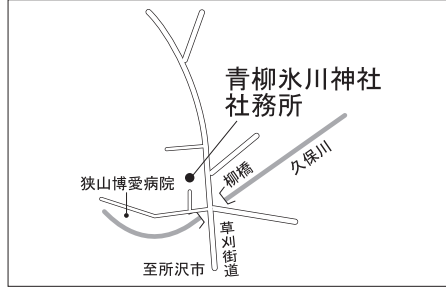 青柳氷川神社
社務所
狭山博愛病院
柳橋
久保川
草刈街道
至所沢市